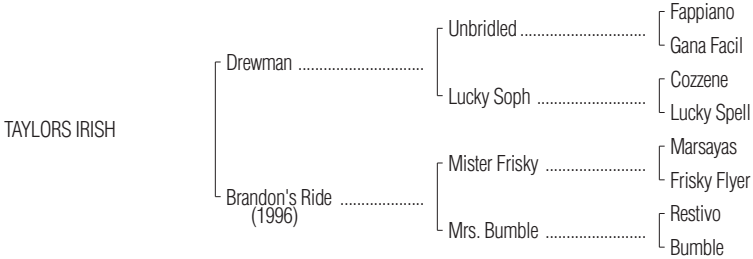 Fappiano
Unbridled ..............................
Gana Facil
Drewman ..............................
Cozzene
Lucky Soph ..........................
Lucky Spell
TAYLORS IRISH
Marsayas
Mister Frisky ........................
Frisky Flyer
Brandon's Ride ....................
(1996)
Restivo
Mrs. Bumble ........................
Bumble